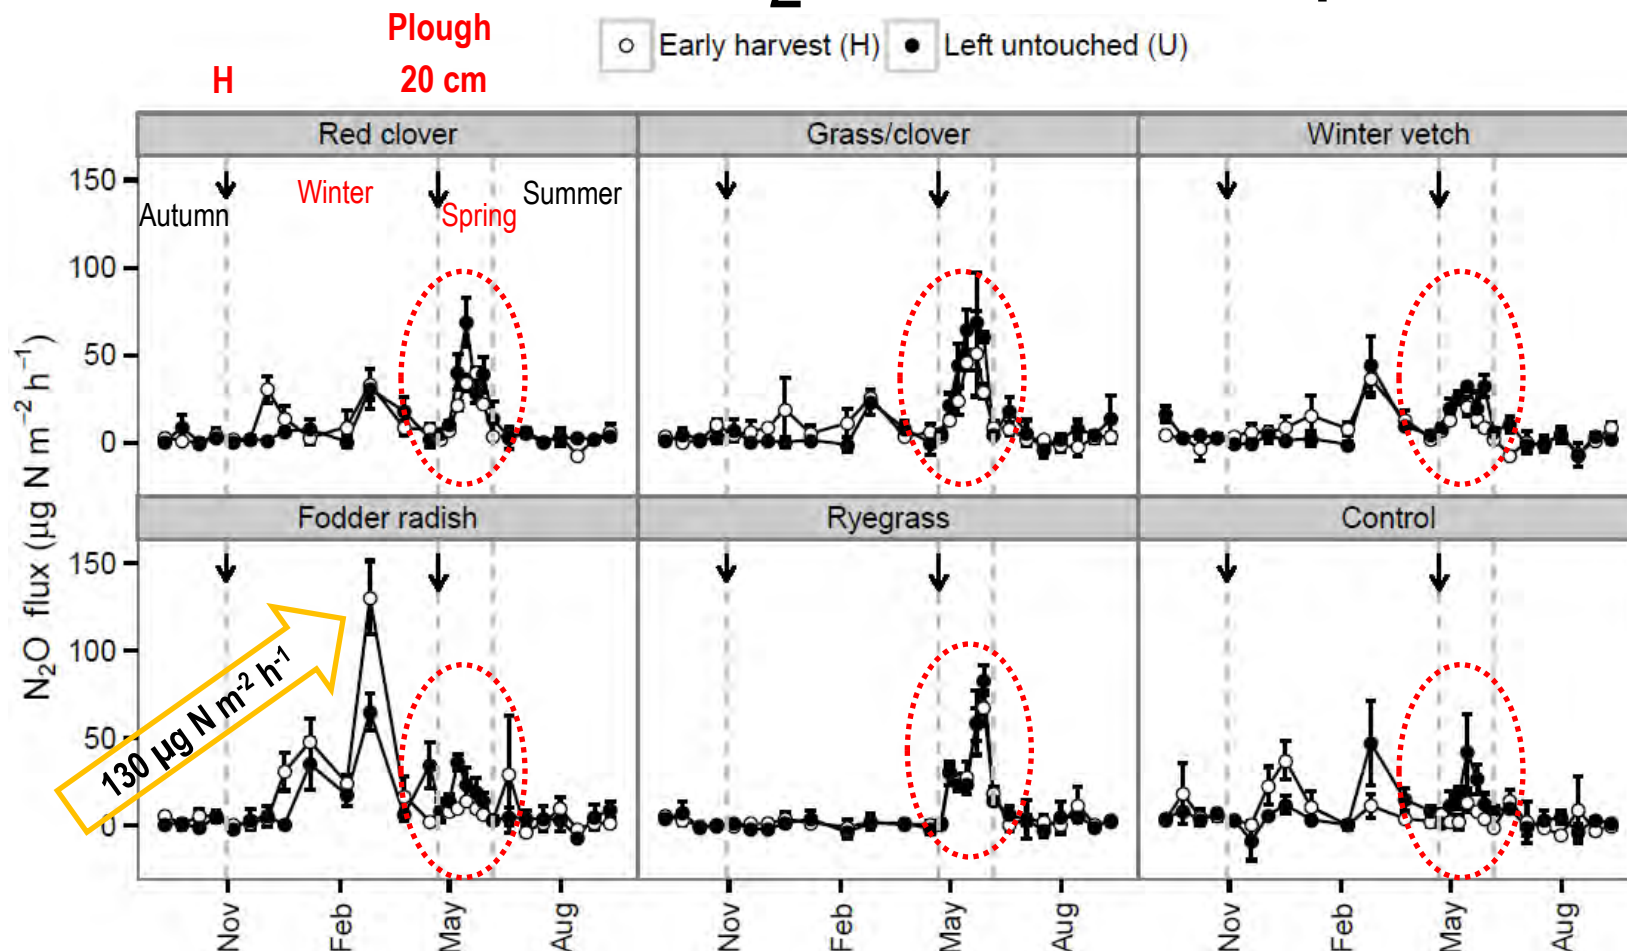 Plough
20 cm
H
Early harvest (H)
Left untouched (U)
Red clover
Grass/clover
Winter vetch
150
100
50
0
Autumn
Winter
Spring
Summer
N₂O flux (µg N m⁻² h⁻¹)
Fodder radish
Ryegrass
Control
150
100
50
0
130 µg N m⁻² h⁻¹
Nov
Feb
May
Aug
Nov
Feb
May
Aug
Nov
Feb
May
Aug